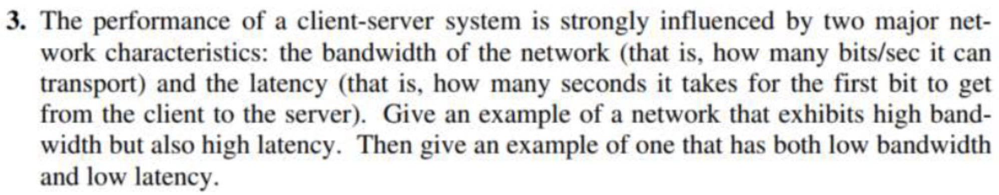 3. The performance of a client-server system is strongly influenced by two major net-
work characteristics: the bandwidth of the network (that is, how many bits/sec it can
transport) and the latency (that is, how many seconds it takes for the first bit to get
from the client to the server). Give an example of a network that exhibits high band-
width but also high latency. Then give an example of one that has both low bandwidth
and low latency.